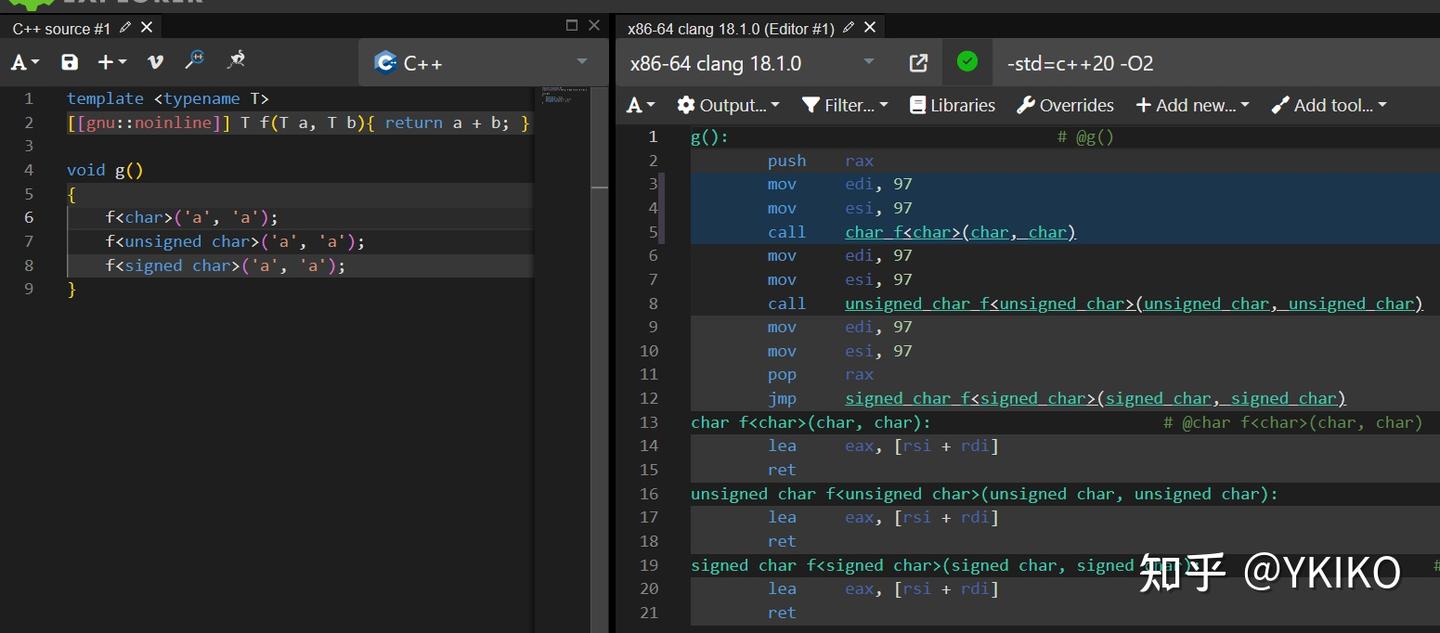 EXPLORER
C++ source #1
x86-64 clang 18.1.0 (Editor #1)
A
C++
x86-64 clang 18.1.0
-std=c++20 -O2
A Output... Filter... Libraries Overrides + Add new... Add tool...
1 template <typename T>
2 [[gnu::noinline]] T f(T a, T b){ return a + b; }
3
4 void g()
5 {
6 f<char>('a', 'a');
7 f<unsigned char>('a', 'a');
8 f<signed char>('a', 'a');
9 }
1 g(): # @g()
2 push rax
3 mov edi, 97
4 mov esi, 97
5 call char f<char>(char, char)
6 mov edi, 97
7 mov esi, 97
8 call unsigned char f<unsigned char>(unsigned char, unsigned char)
9 mov edi, 97
10 mov esi, 97
11 pop rax
12 jmp signed char f<signed char>(signed char, signed char)
13 char f<char>(char, char): # @char f<char>(char, char)
14 lea eax, [rsi + rdi]
15 ret
16 unsigned char f<unsigned char>(unsigned char, unsigned char):
17 lea eax, [rsi + rdi]
18 ret
19 signed char f<signed char>(signed char, signed char): #
20 lea eax, [rsi + rdi]
21 ret
知乎 @YKIKO